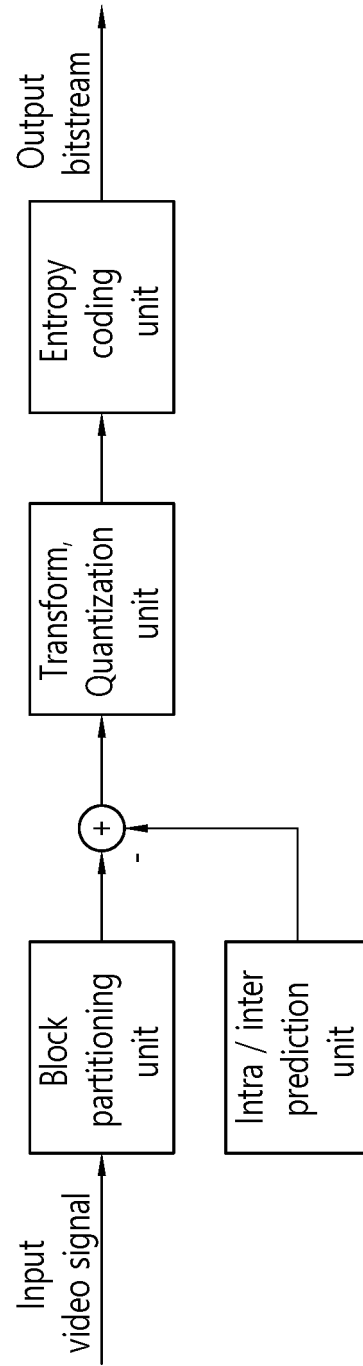 Input
video signal
Block
partitioning
unit
+
-
Intra / inter
prediction
unit
Transform,
Quantization
unit
Entropy
coding
unit
Output
bitstream